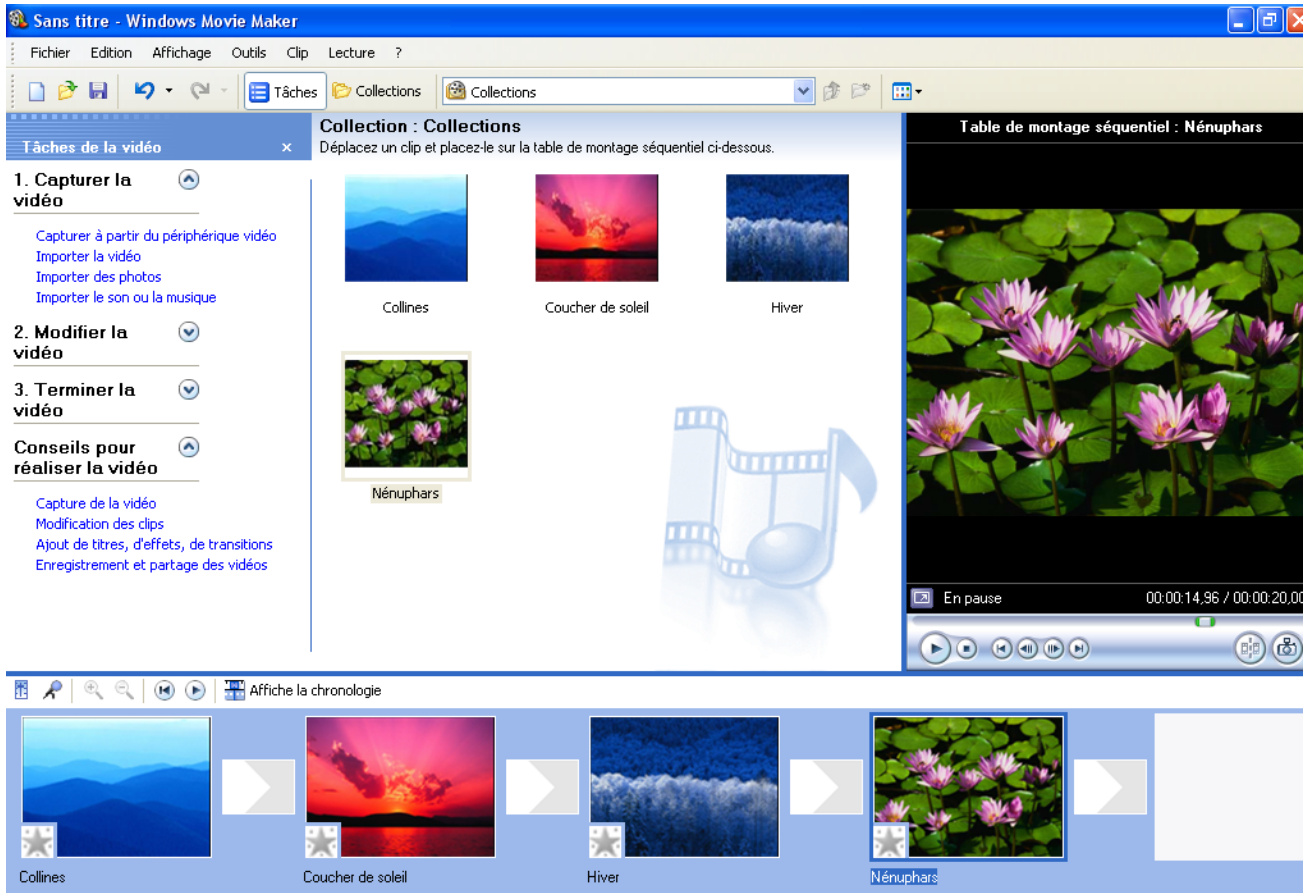 Sans titre - Windows Movie Maker
Fichier Edition Affichage Outils Clip Lecture ?
Tâches Collections Collections
Tâches de la vidéo
1. Capturer la
vidéo
Capturer à partir du périphérique vidéo
Importer la vidéo
Importer des photos
Importer le son ou la musique
2. Modifier la
vidéo
3. Terminer la
vidéo
Conseils pour
réaliser la vidéo
Capture de la vidéo
Modification des clips
Ajout de titres, d'effets, de transitions
Enregistrement et partage des vidéos
Collection : Collections
Déplacez un clip et placez-le sur la table de montage séquentiel ci-dessous.
Collines Coucher de soleil Hiver
Nénuphars
Table de montage séquentiel : Nénuphars
En pause 00:00:14,96 / 00:00:20,00
Affiche la chronologie
Collines Coucher de soleil Hiver Nénuphars